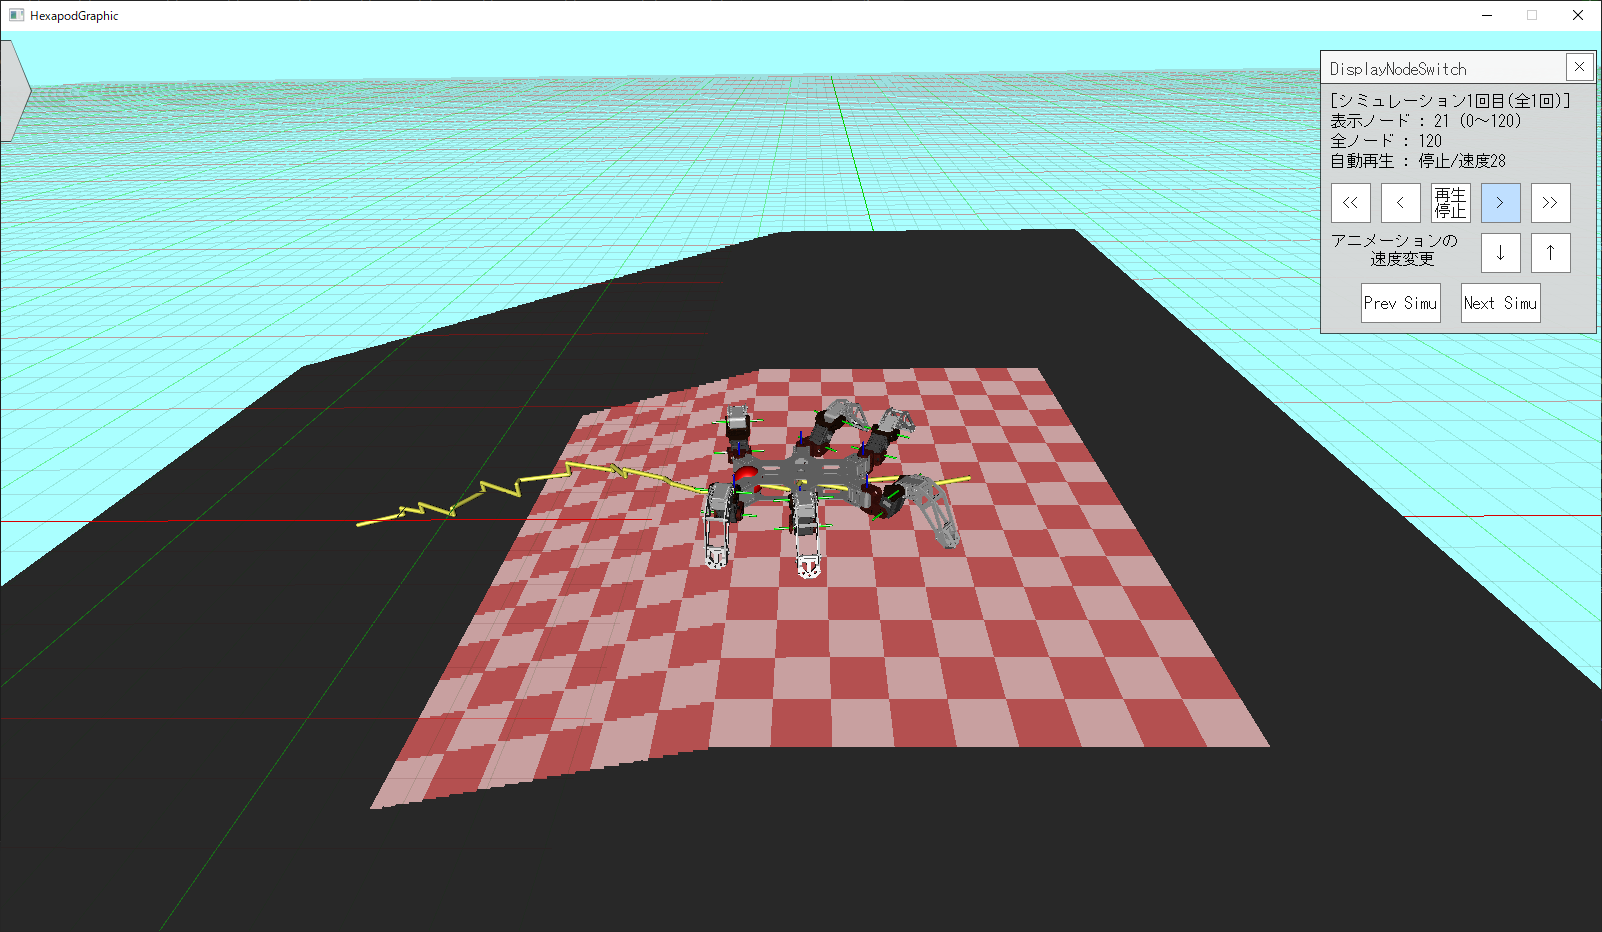 HexapodGraphic
DisplayNodeSwitch
[シミュレーション1回目(全1回)]
表示ノード : 21 (0～120)
全ノード : 120
自動再生 : 停止/速度28
<< < 再生 > >>
停止
アニメーションの
速度変更
↓ ↑
Prev Simu Next Simu